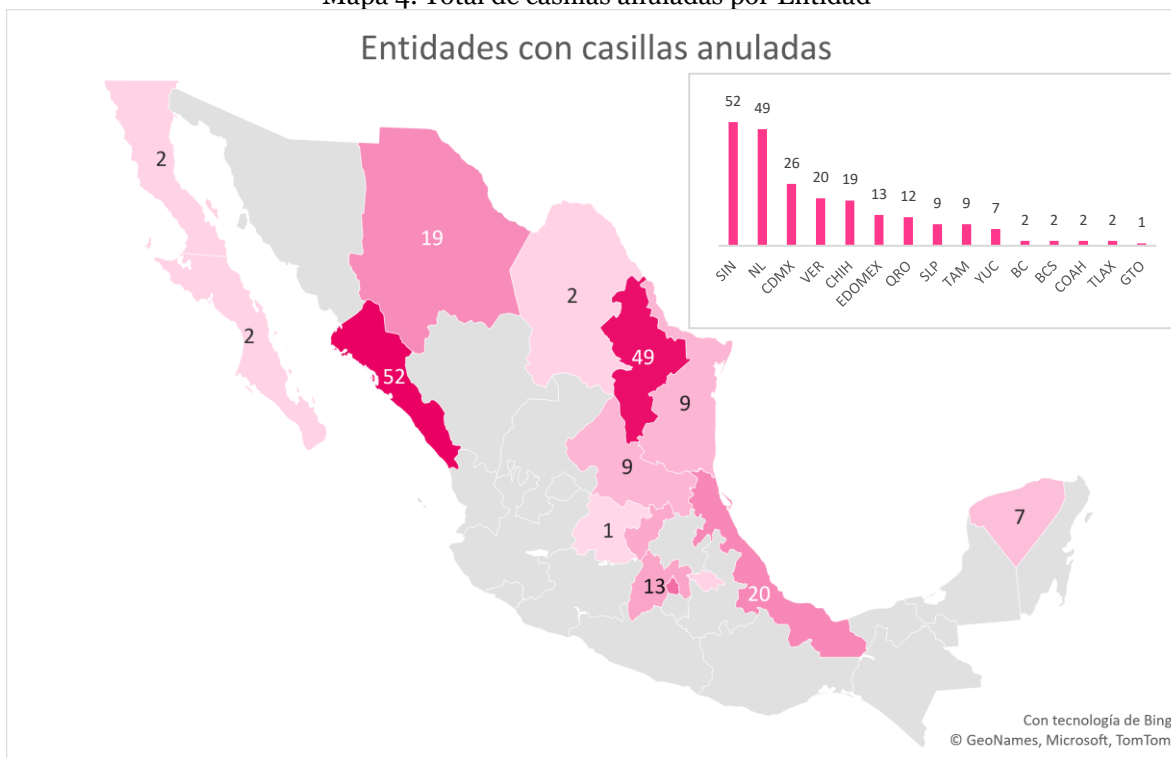 Mapa 4. Total de casillas anuladas por Entidad
Entidades con casillas anuladas
52
49
26
20
19
13
12
9
9
7
2
2
2
2
1
SIN
NL
CDMX
VER
CHIH
EDOMEX
QRO
SLP
TAM
YUC
BC
BCS
COAH
TLAX
GTO
2
19
2
2
52
49
9
9
1
7
13
20
Con tecnología de Bing
© GeoNames, Microsoft, TomTom